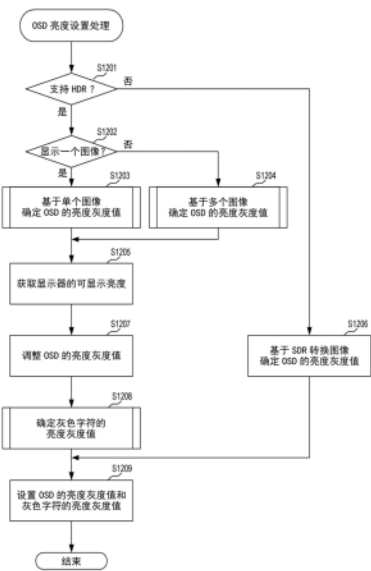 OSD 亮度设置处理
S1201
支持 HDR？
否
是
S1202
显示一个图像？
否
是
S1203
基于单个图像
确定 OSD 的亮度灰度值
S1204
基于多个图像
确定 OSD 的亮度灰度值
S1205
获取显示器的可显示亮度
S1206
基于 SDR 转换图像
确定 OSD 的亮度灰度值
S1207
调整 OSD 的亮度灰度值
S1208
确定灰色字符的
亮度灰度值
S1209
设置 OSD 的亮度灰度值和
灰色字符的亮度灰度值
结束